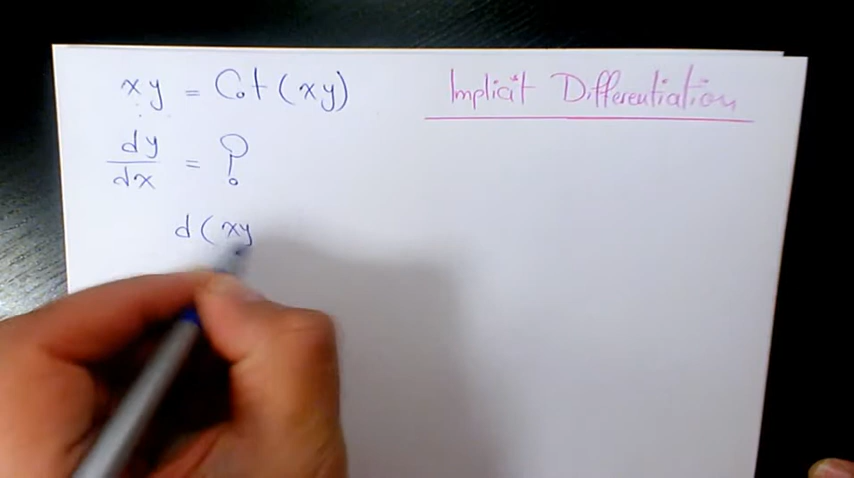 xy = Cot (xy)
Implicit Differentiation
dy/dx = ?
d (xy